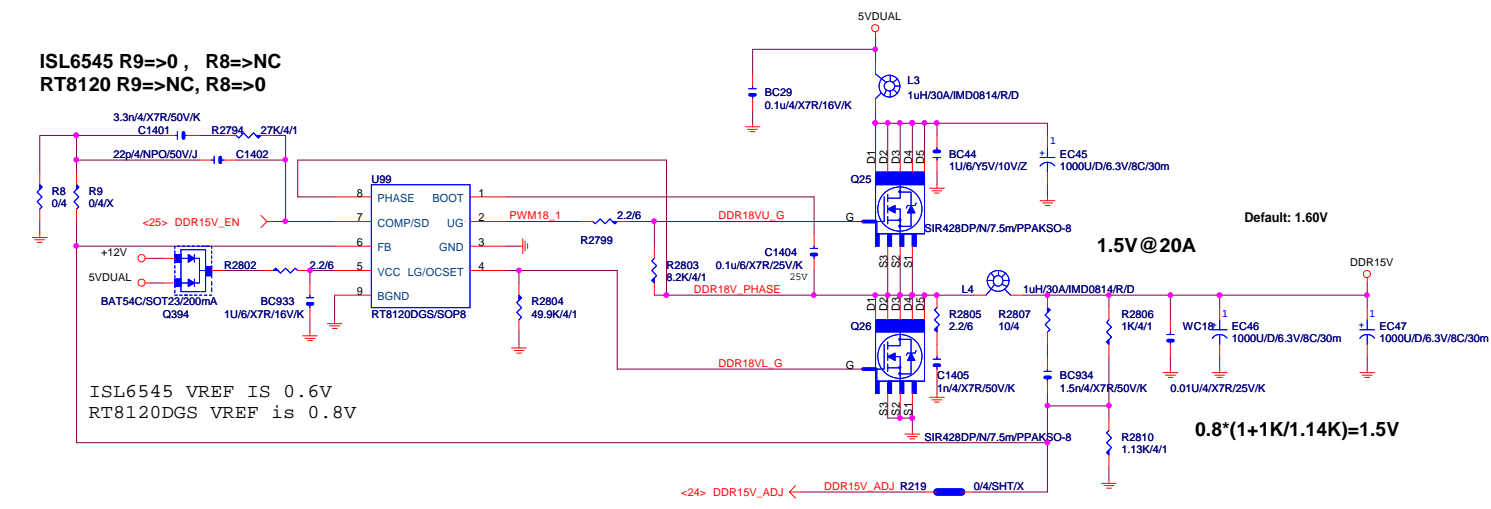 5VDUAL
ISL6545 R9=>0 , R8=>NC
RT8120 R9=>NC, R8=>0
L3
1uH/30A/IMD0814/R/D
BC29
0.1u/4/X7R/16V/K
3.3n/4/X7R/50V/K
C1401
R2794
27K/4/1
22p/4/NPO/50V/J
C1402
D1
D2
D3
D4
D5
BC44
1U/6/Y5V/10V/Z
1
+
EC45
1000U/D/6.3V/8C/30m
R8
0/4
R9
0/4/X
U99
8
PHASE
BOOT
1
7
COMP/SD
UG
2
6
FB
GND
3
5
VCC
LG/OCSET
4
9
BGND
RT8120DGS/SOP8
<25> DDR15V_EN
PWM18_1
2.2/6
R2799
DDR18VU_G
Q25
G
SIR428DP/N/7.5m/PPAKSO-8
S3
S2
S1
Default: 1.60V
1.5V@20A
+12V
5VDUAL
BAT54C/SOT23/200mA
Q394
R2802
2.2/6
BC933
1U/6/X7R/16V/K
R2803
8.2K/4/1
C1404
0.1u/6/X7R/25V/K
25V
R2804
49.9K/4/1
DDR18V_PHASE
L4
1uH/30A/IMD0814/R/D
DDR15V
D1
D2
D3
D4
D5
Q26
G
DDR18VL_G
R2805
2.2/6
C1405
1n/4/X7R/50V/K
S3
S2
S1
SIR428DP/N/7.5m/PPAKSO-8
R2807
10/4
BC934
1.5n/4/X7R/50V/K
R2806
1K/4/1
WC18
0.01U/4/X7R/25V/K
1
+
EC46
1000U/D/6.3V/8C/30m
1
+
EC47
1000U/D/6.3V/8C/30m
ISL6545 VREF IS 0.6V
RT8120DGS VREF is 0.8V
R2810
1.13K/4/1
0.8*(1+1K/1.14K)=1.5V
<24> DDR15V_ADJ
DDR15V_ADJ
R219
0/4/SHT/X